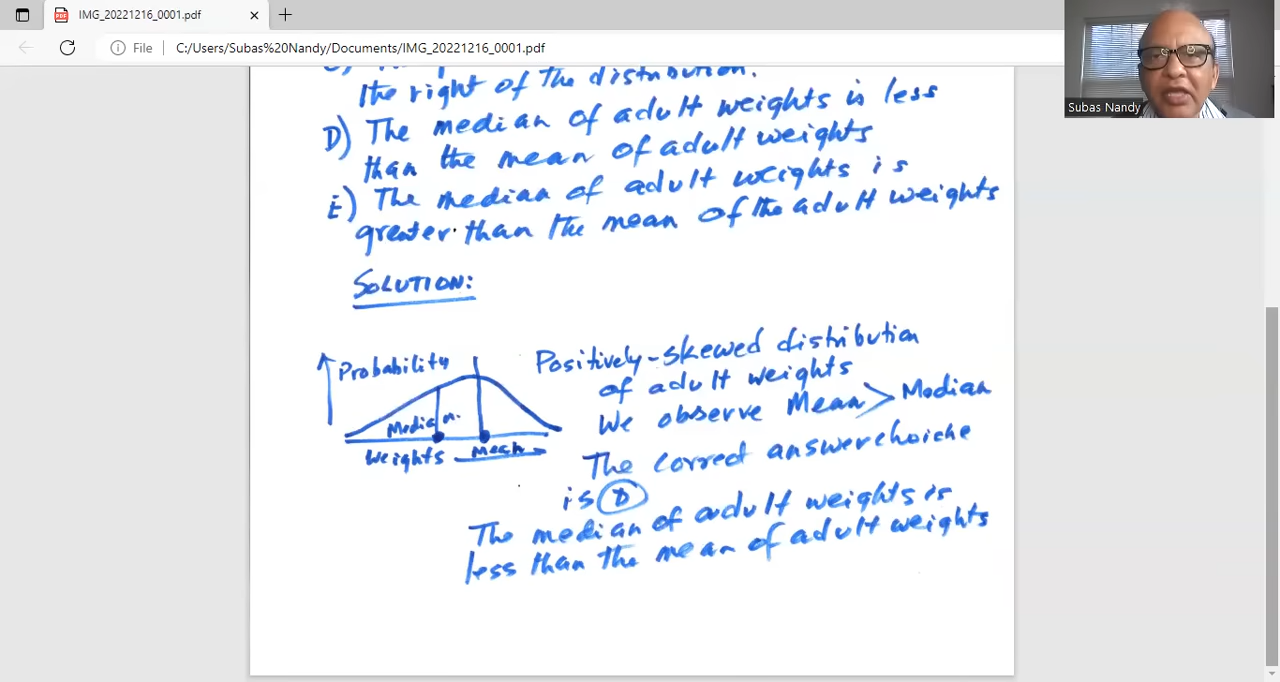 IMG_20221216_0001.pdf
File
C:/Users/Subas%20Nandy/Documents/IMG_20221216_0001.pdf
Subas Nandy
the right of the distribution.
D) The median of adult weights is less
than the mean of adult weights
E) The median of adult weights is
greater than the mean of the adult weights
SOLUTION:
Probability
Median.
Weights
Mean
Positively-skewed distribution
of adult weights
We observe Mean > Median
The correct answer choiche
is D
The median of adult weights is
less than the mean of adult weights